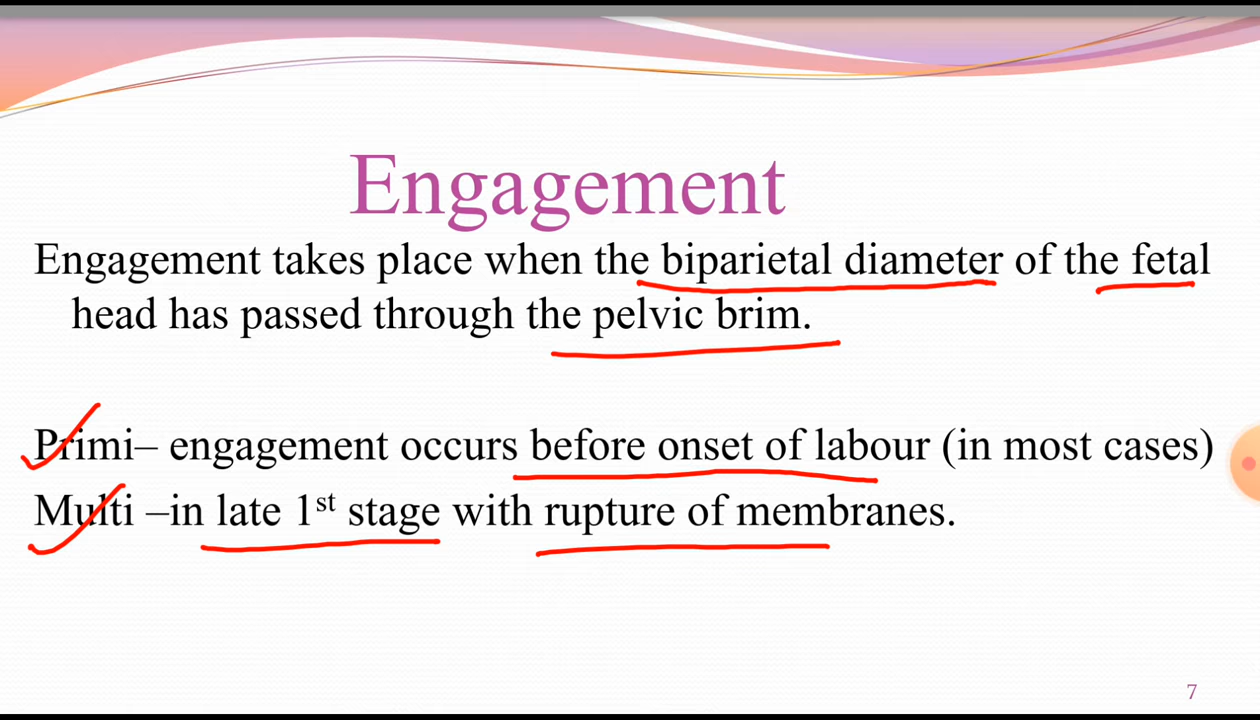 Engagement
Engagement takes place when the biparietal diameter of the fetal
head has passed through the pelvic brim.
Primi– engagement occurs before onset of labour (in most cases)
Multi –in late 1st stage with rupture of membranes.
7